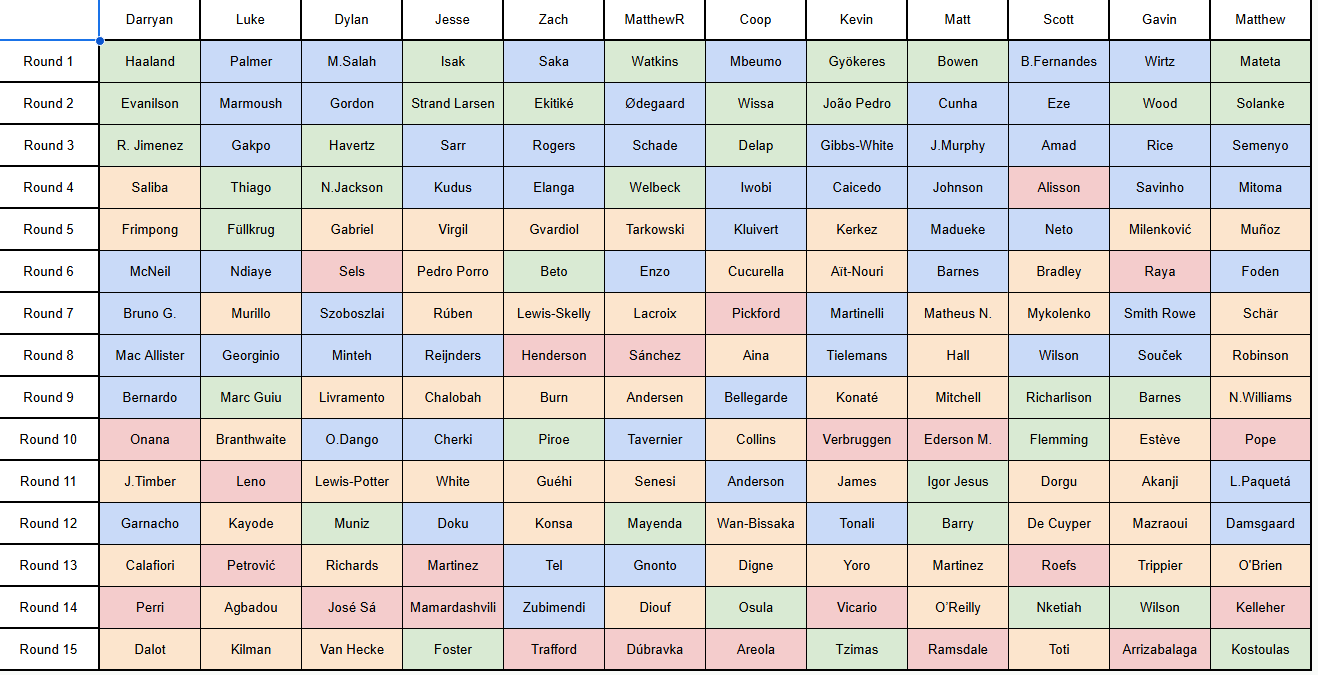 Darryan Luke Dylan Jesse Zach MatthewR Coop Kevin Matt Scott Gavin Matthew
Round 1 Haaland Palmer M.Salah Isak Saka Watkins Mbeumo Gyökeres Bowen B.Fernandes Wirtz Mateta
Round 2 Evanilson Marmoush Gordon Strand Larsen Ekitiké Ødegaard Wissa João Pedro Cunha Eze Wood Solanke
Round 3 R. Jimenez Gakpo Havertz Sarr Rogers Schade Delap Gibbs-White J.Murphy Amad Rice Semenyo
Round 4 Saliba Thiago N.Jackson Kudus Elanga Welbeck Iwobi Caicedo Johnson Alisson Savinho Mitoma
Round 5 Frimpong Füllkrug Gabriel Virgil Gvardiol Tarkowski Kluivert Kerkez Madueke Neto Milenković Muñoz
Round 6 McNeil Ndiaye Sels Pedro Porro Beto Enzo Cucurella Aït-Nouri Barnes Bradley Raya Foden
Round 7 Bruno G. Murillo Szoboszlai Rúben Lewis-Skelly Lacroix Pickford Martinelli Matheus N. Mykolenko Smith Rowe Schär
Round 8 Mac Allister Georginio Minteh Reijnders Henderson Sánchez Aina Tielemans Hall Wilson Souček Robinson
Round 9 Bernardo Marc Guiu Livramento Chalobah Burn Andersen Bellegarde Konaté Mitchell Richarlison Barnes N.Williams
Round 10 Onana Branthwaite O.Dango Cherki Piroe Tavernier Collins Verbruggen Ederson M. Flemming Estève Pope
Round 11 J.Timber Leno Lewis-Potter White Guéhi Senesi Anderson James Igor Jesus Dorgu Akanji L.Paquetá
Round 12 Garnacho Kayode Muniz Doku Konsa Mayenda Wan-Bissaka Tonali Barry De Cuyper Mazraoui Damsgaard
Round 13 Calafiori Petrović Richards Martinez Tel Gnonto Digne Yoro Martinez Roefs Trippier O'Brien
Round 14 Perri Agbadou José Sá Mamardashvili Zubimendi Diouf Osula Vicario O’Reilly Nketiah Wilson Kelleher
Round 15 Dalot Kilman Van Hecke Foster Trafford Dúbravka Areola Tzimas Ramsdale Toti Arrizabalaga Kostoulas